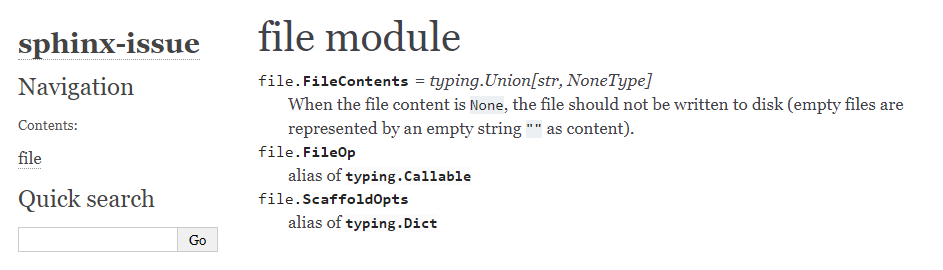 sphinx-issue
Navigation
Contents:
file
Quick search
Go
file module
file.FileContents = typing.Union[str, NoneType]
When the file content is None, the file should not be written to disk (empty files are
represented by an empty string "" as content).
file.FileOp
alias of typing.Callable
file.ScaffoldOpts
alias of typing.Dict